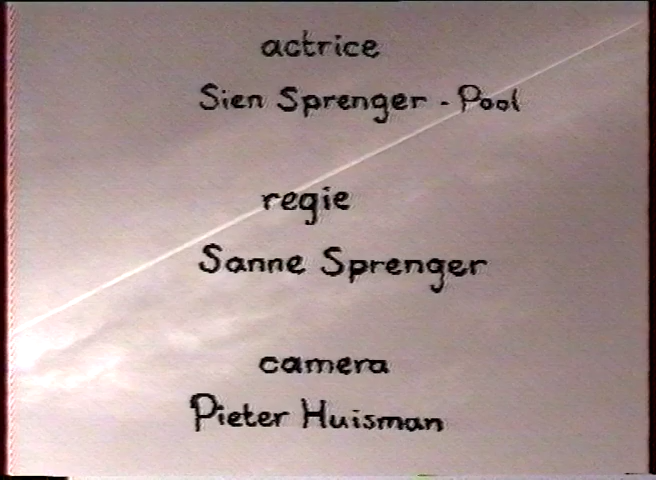 actrice
Sien Sprenger - Pool
regie
Sanne Sprenger
camera
Pieter Huisman